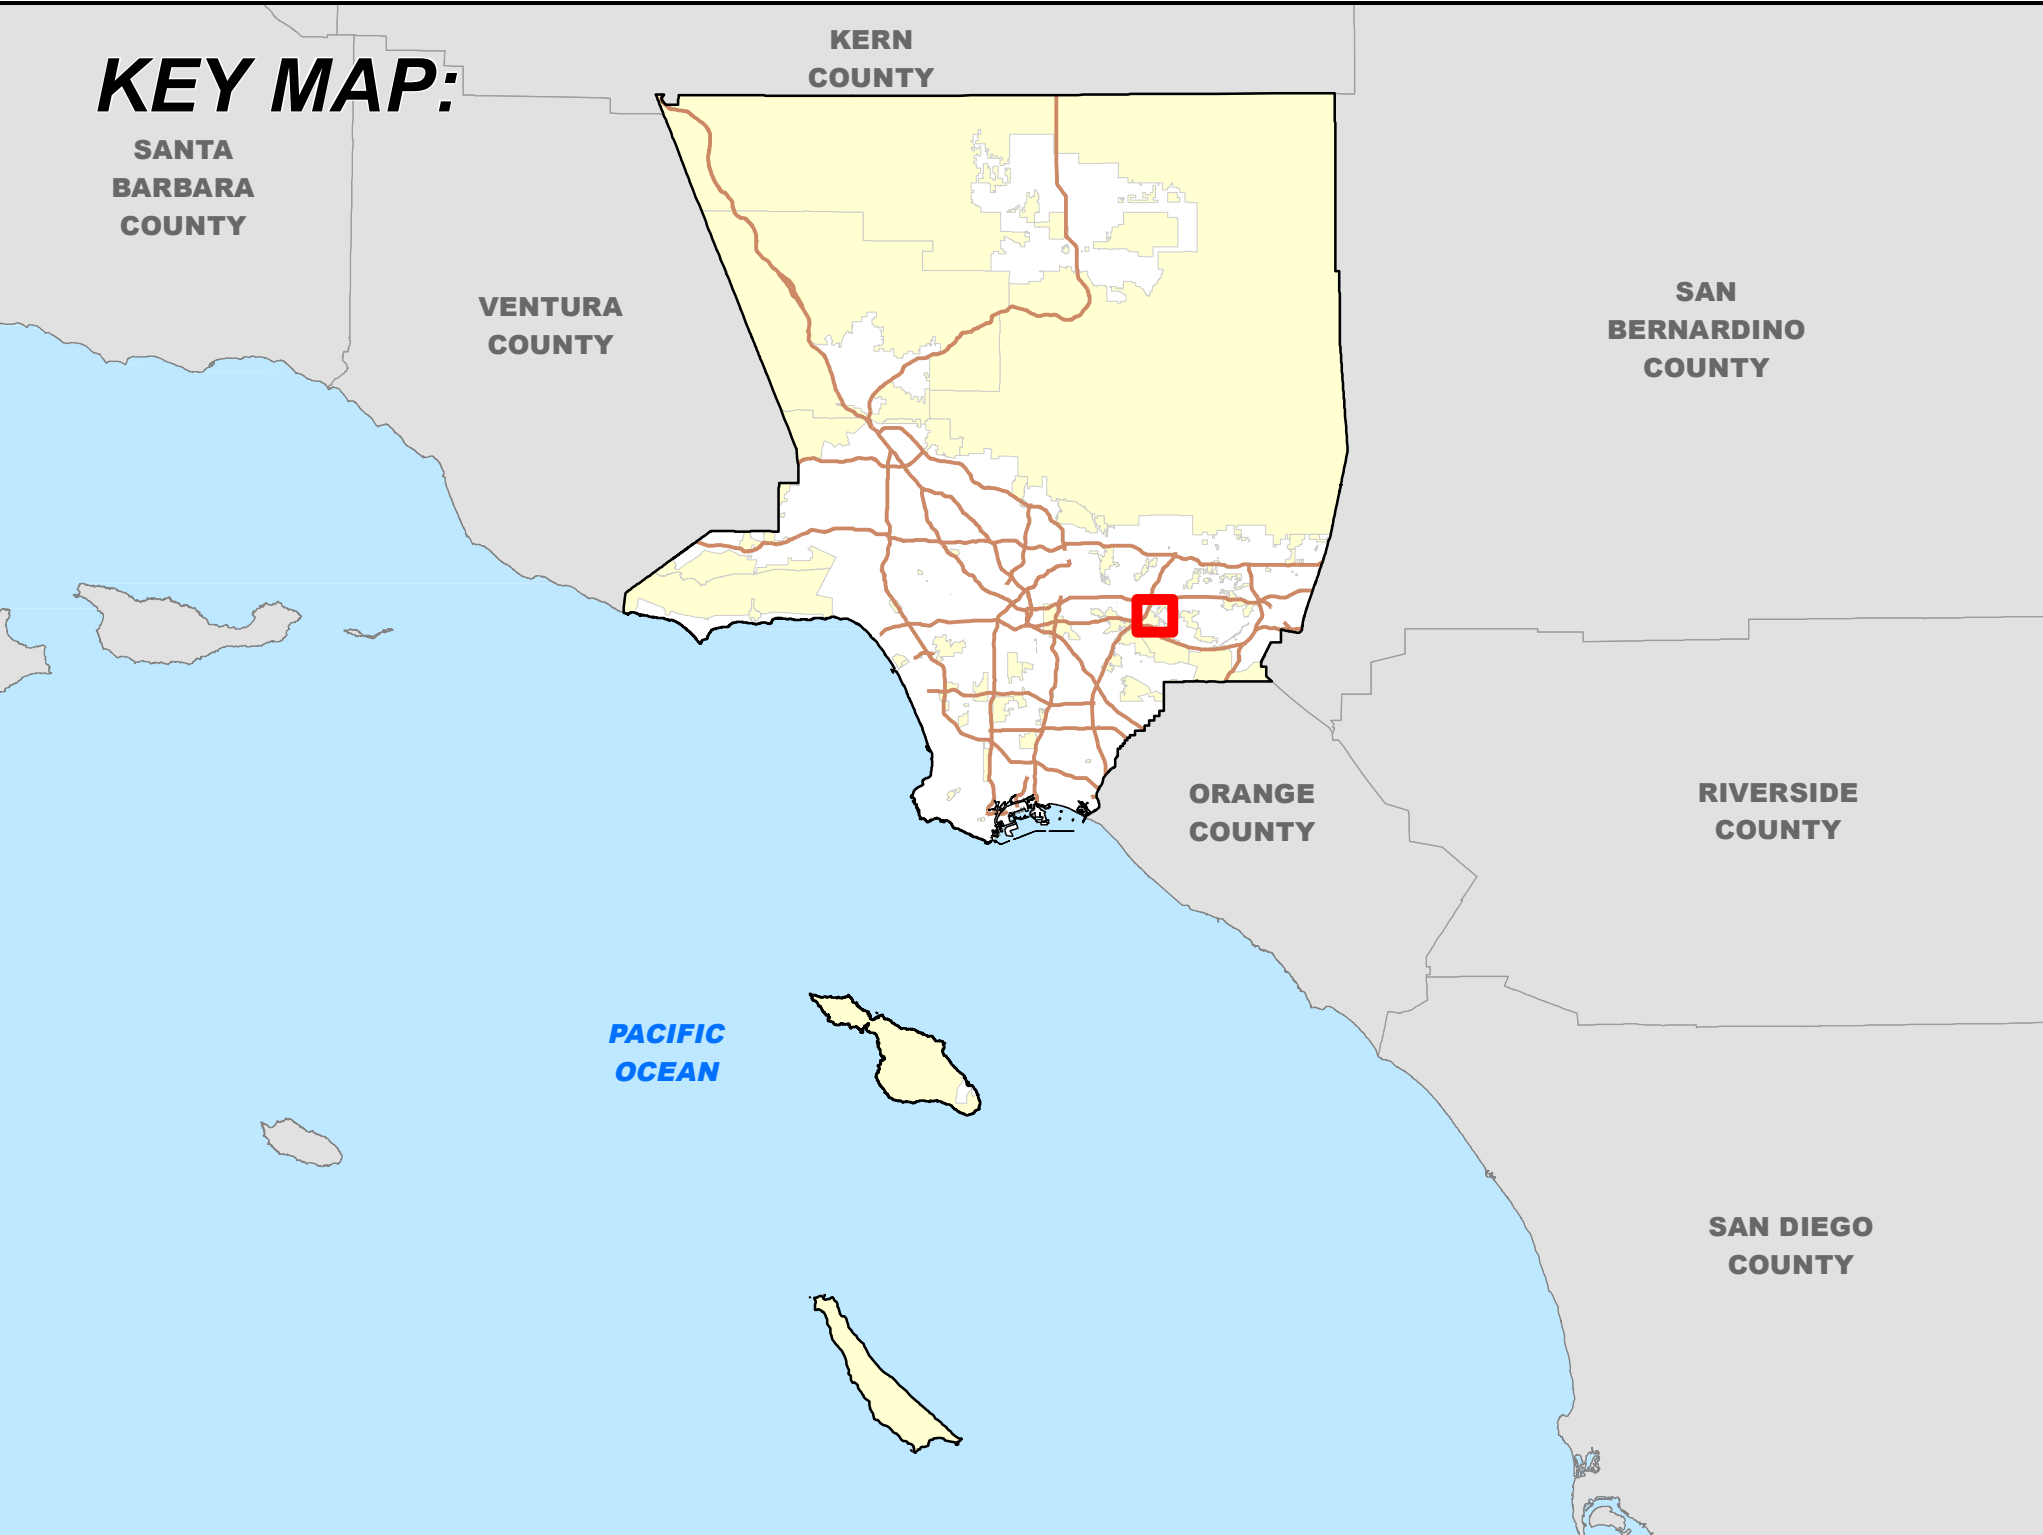 KEY MAP:
KERN
COUNTY
SANTA
BARBARA
COUNTY
VENTURA
COUNTY
SAN
BERNARDINO
COUNTY
ORANGE
COUNTY
RIVERSIDE
COUNTY
PACIFIC
OCEAN
SAN DIEGO
COUNTY